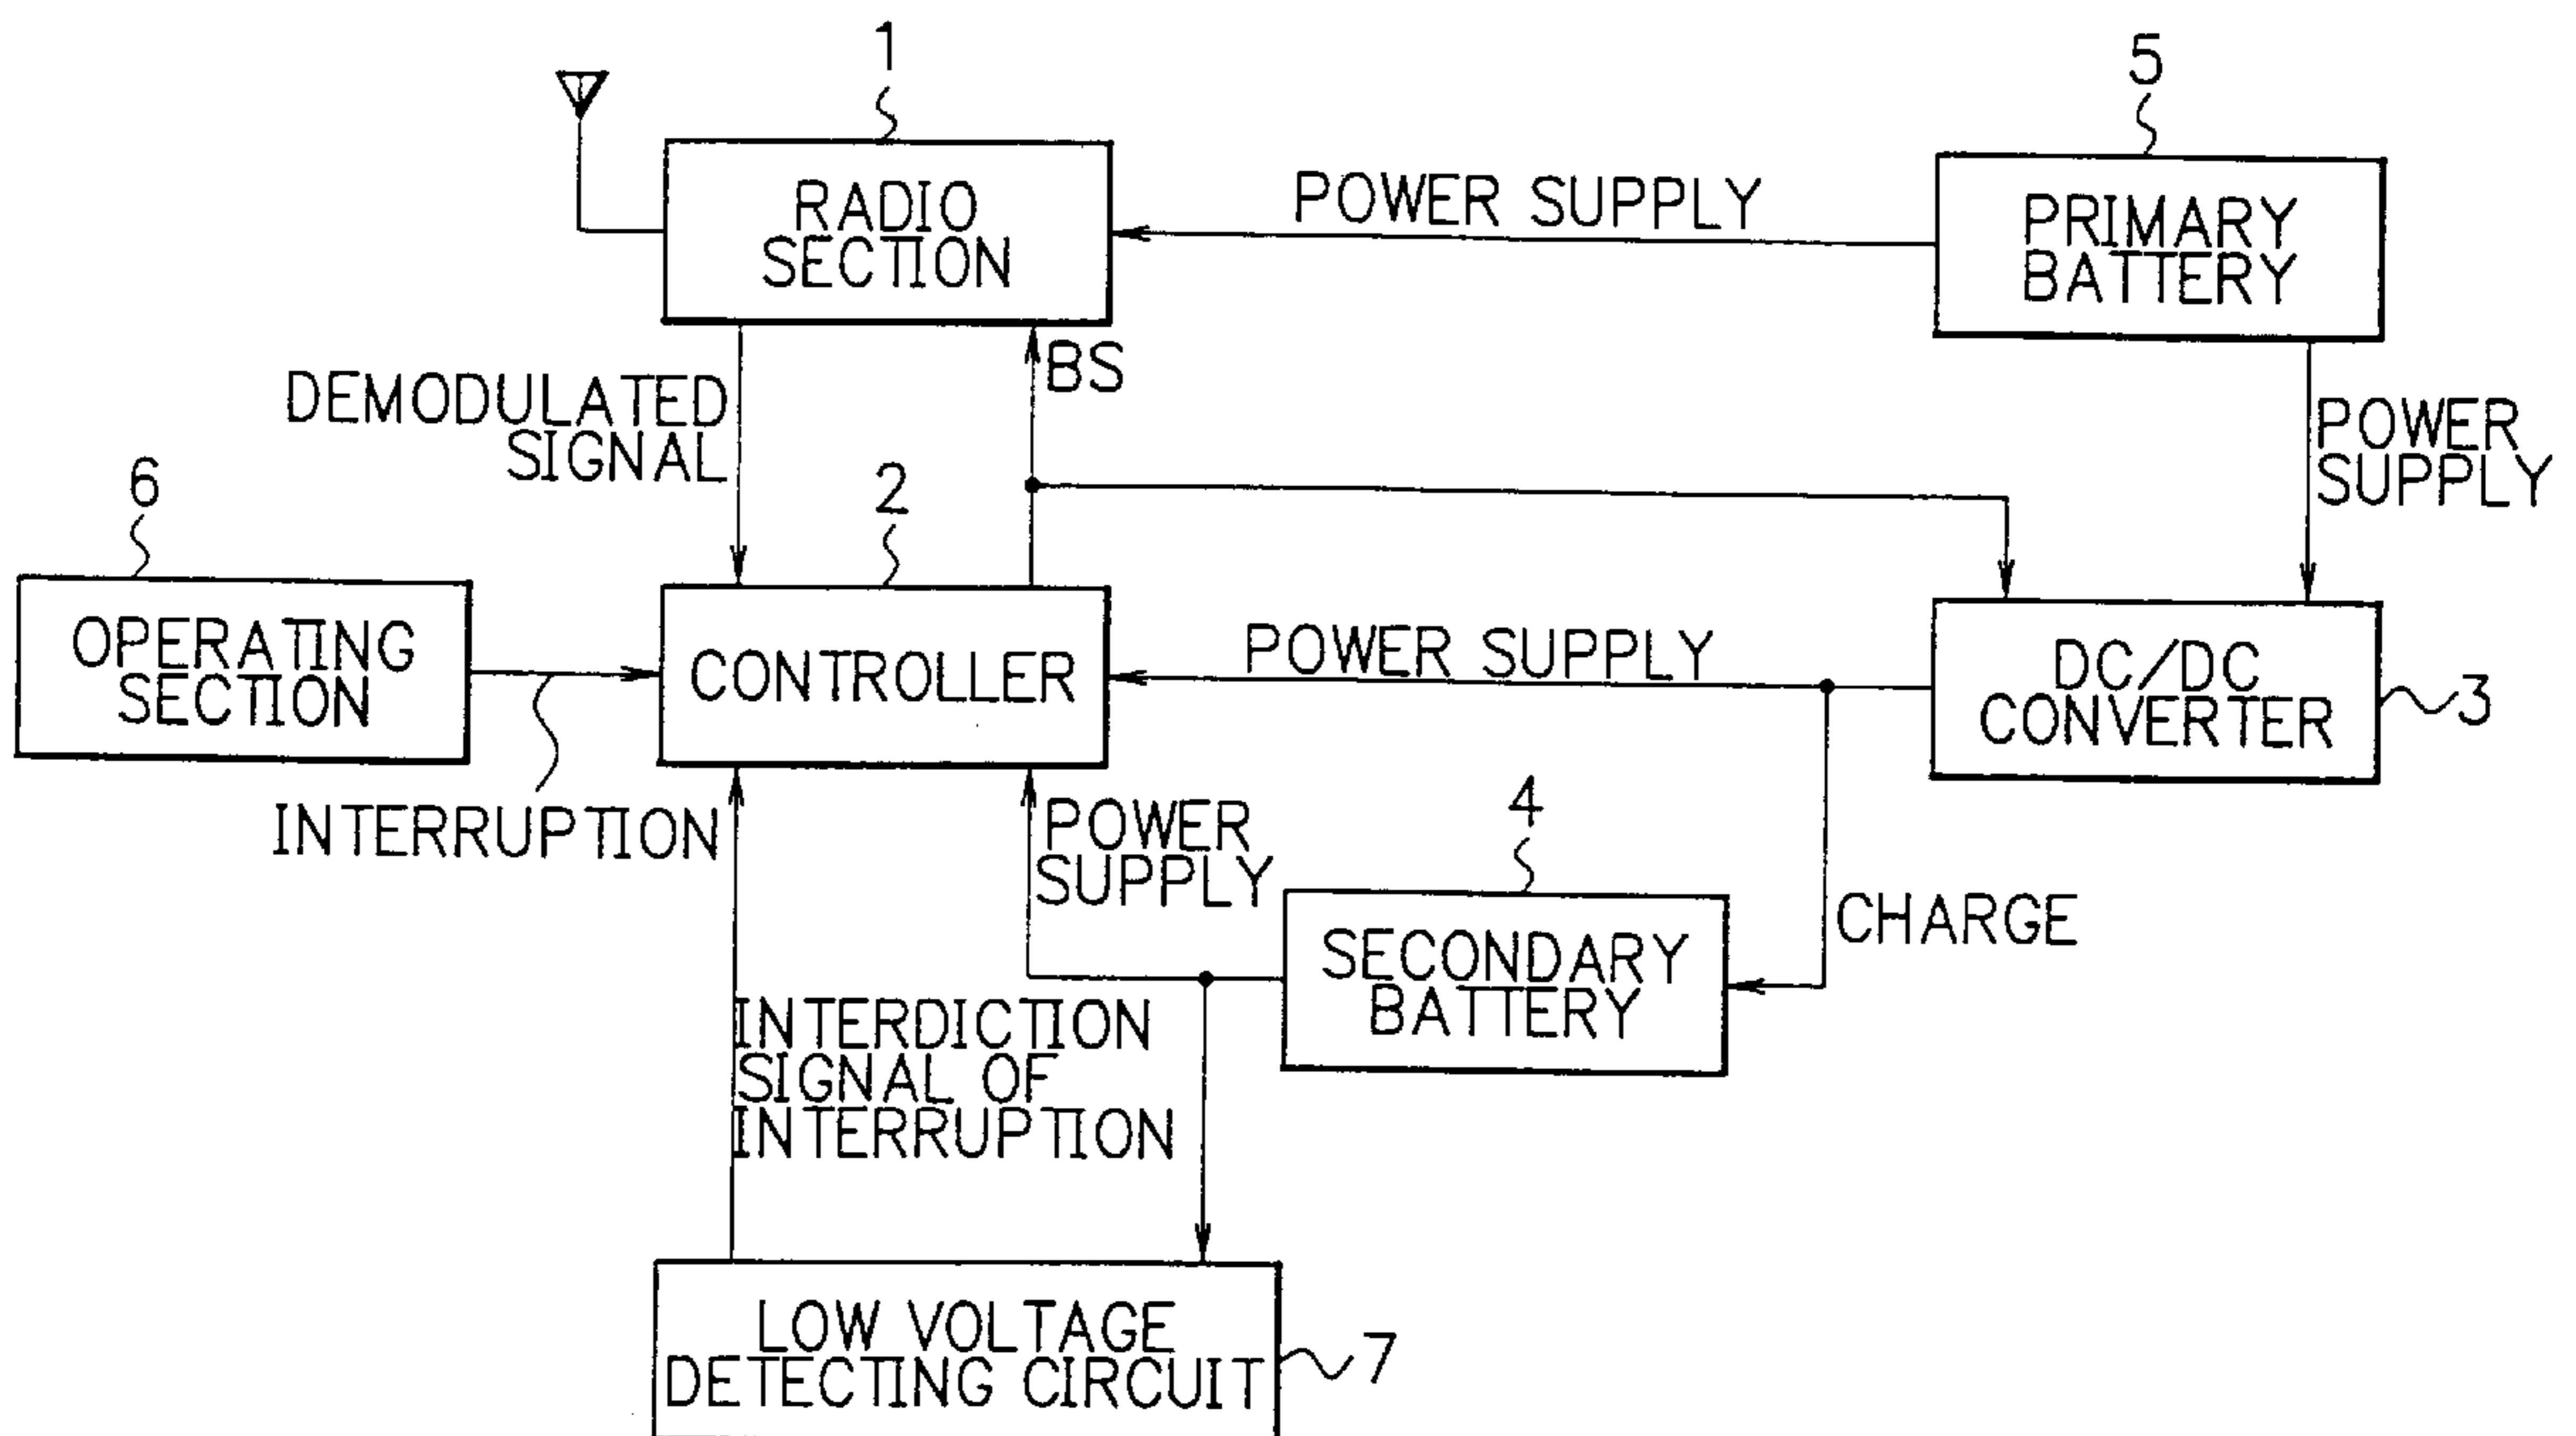 1
5
RADIO
SECTION
POWER SUPPLY
PRIMARY
BATTERY
BS
DEMODULATED
SIGNAL
POWER
SUPPLY
6
2
OPERATING
SECTION
CONTROLLER
POWER SUPPLY
DC/DC
CONVERTER
3
INTERRUPTION
POWER
SUPPLY
4
CHARGE
SECONDARY
BATTERY
INTERDICTION
SIGNAL OF
INTERRUPTION
LOW VOLTAGE
DETECTING CIRCUIT
7